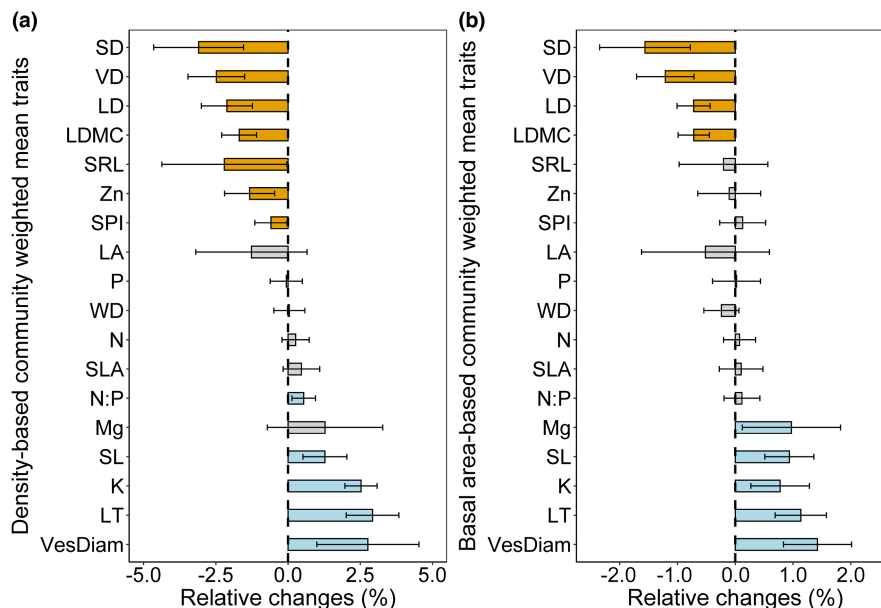 (a)
Density-based community weighted mean traits
SD
VD
LD
LDMC
SRL
Zn
SPI
LA
P
WD
N
SLA
N:P
Mg
SL
K
LT
VesDiam
-5.0
-2.5
0.0
2.5
5.0
Relative changes (%)
(b)
Basal area-based community weighted mean traits
SD
VD
LD
LDMC
SRL
Zn
SPI
LA
P
WD
N
SLA
N:P
Mg
SL
K
LT
VesDiam
-2.0
-1.0
0.0
1.0
2.0
Relative changes (%)